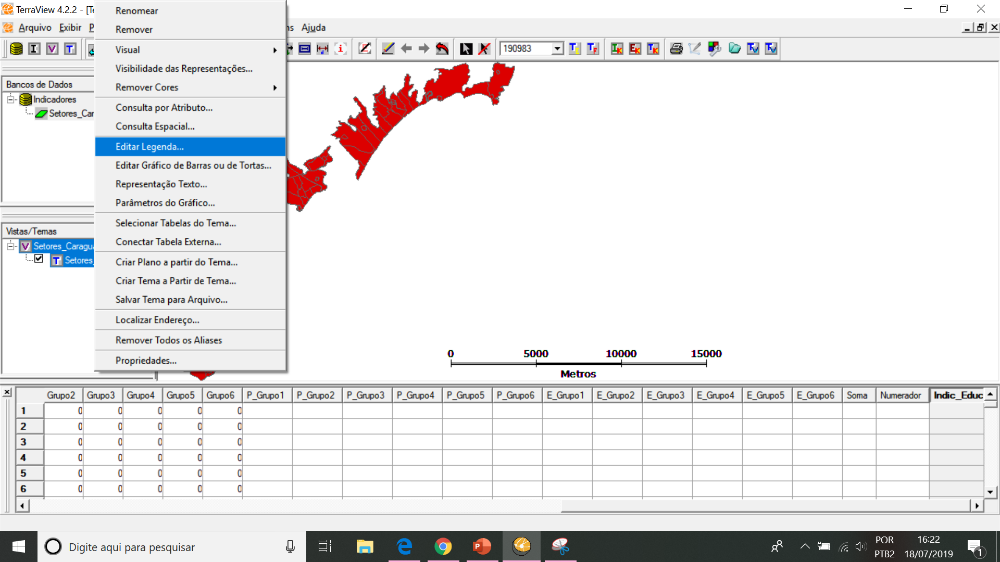 TerraView 4.2.2 - [Te
Arquivo Exibir P ns Ajuda
190983
Renomear
Remover
Visual
Visibilidade das Representações...
Remover Cores
Consulta por Atributo...
Consulta Espacial...
Editar Legenda...
Editar Gráfico de Barras ou de Tortas...
Representação Texto...
Parâmetros do Gráfico...
Selecionar Tabelas do Tema...
Conectar Tabela Externa...
Criar Plano a partir do Tema...
Criar Tema a Partir de Tema...
Salvar Tema para Arquivo...
Localizar Endereço...
Remover Todos os Aliases
Propriedades...
Bancos de Dados
Indicadores
Setores_Car
Vistas/Temas
Setores_Caragua
Setores_
0 5000 10000 15000
Metros
Grupo2 Grupo3 Grupo4 Grupo5 Grupo6 P_Grupo1 P_Grupo2 P_Grupo3 P_Grupo4 P_Grupo5 P_Grupo6 E_Grupo1 E_Grupo2 E_Grupo3 E_Grupo4 E_Grupo5 E_Grupo6 Soma Numerador Indic_Educ
1 0 0 0 0 0
2 0 0 0 0 0
3 0 0 0 0 0
4 0 0 0 0 0
5 0 0 0 0 0
6 0 0 0 0 0
Digite aqui para pesquisar
POR 16:22
PTB2 18/07/2019
1